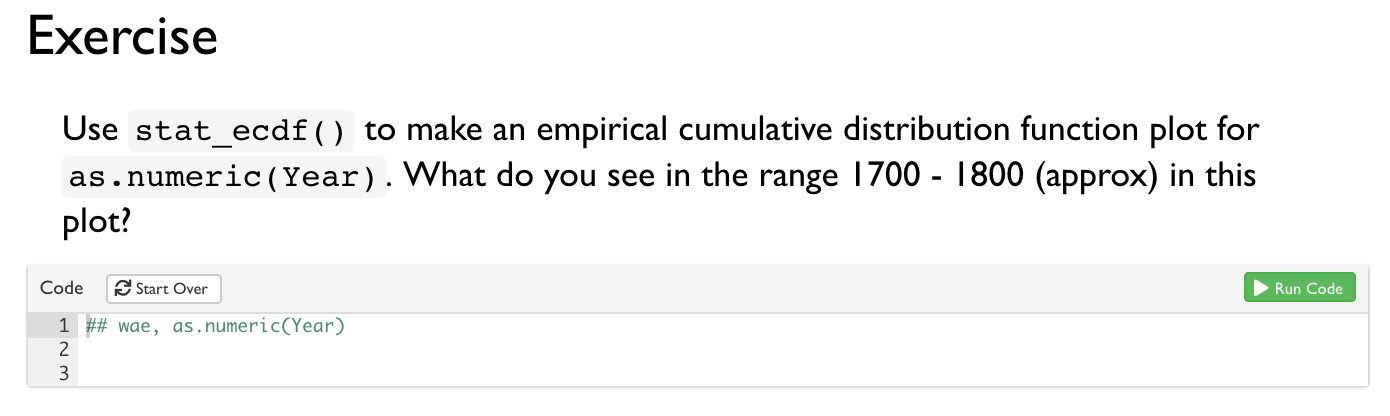 Exercise
Use stat_ecdf() to make an empirical cumulative distribution function plot for
as.numeric(Year). What do you see in the range 1700 - 1800 (approx) in this
plot?
Code Start Over Run Code
1 ## wae, as.numeric(Year)
2
3